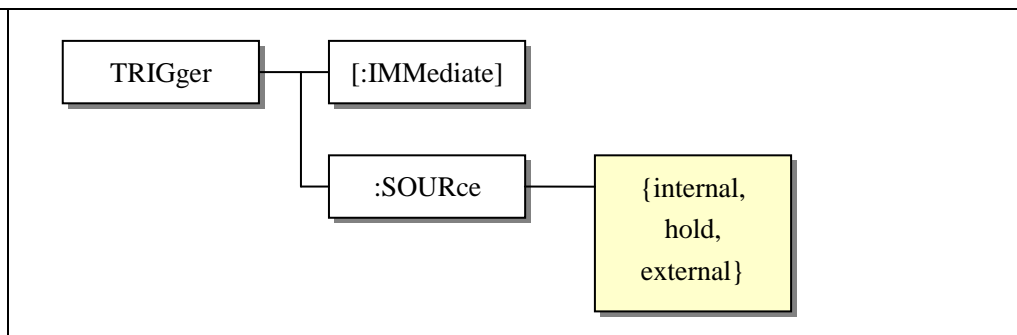 TRIGger
[:IMMediate]
:SOURce
{internal,
hold,
external}